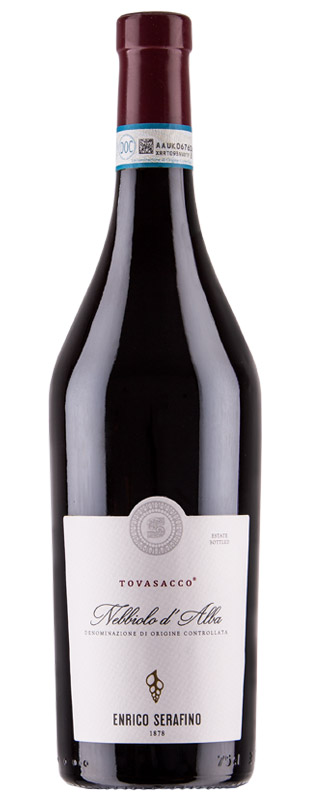 DOC
TOVASACCO®
ESTATE
BOTTLED
Nebbiolo d'Alba
DENOMINAZIONE DI ORIGINE CONTROLLATA
ENRICO SERAFINO
1878